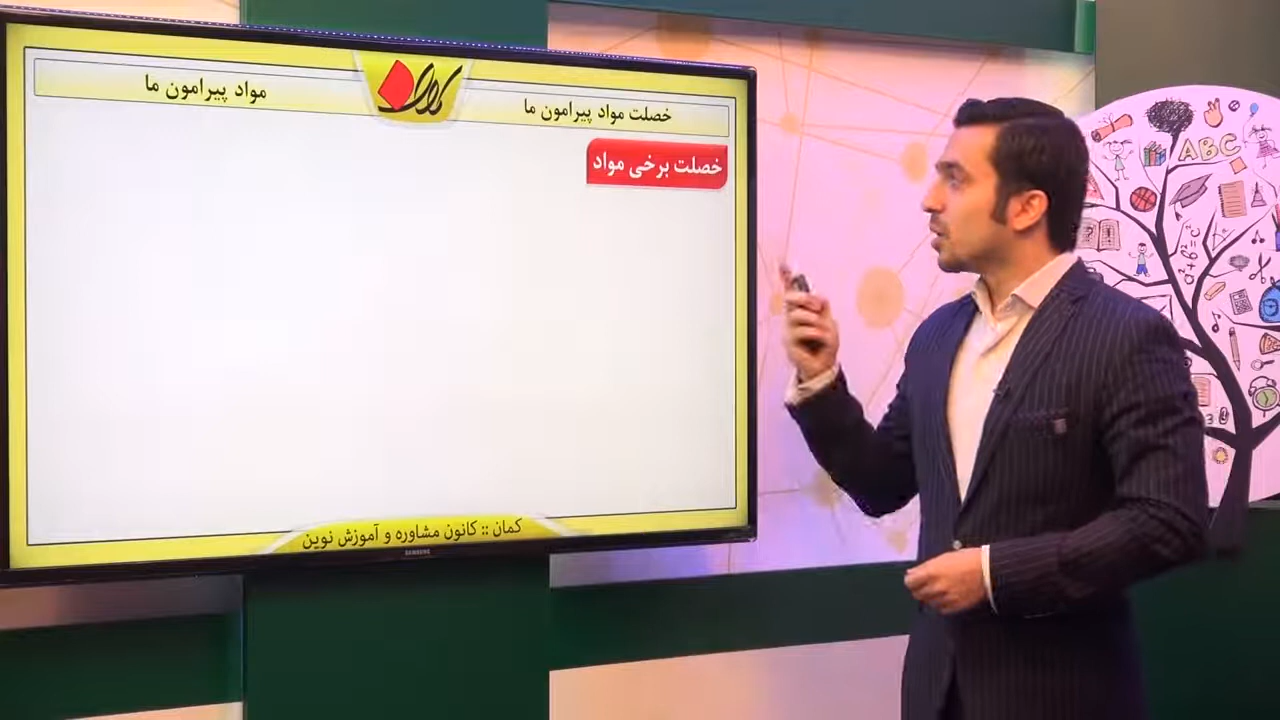 خصلت مواد پیرامون ما
مواد پیرامون ما
خصلت برخی مواد
کمان :: کانون مشاوره و آموزش نوین
SAMSUNG
ABC